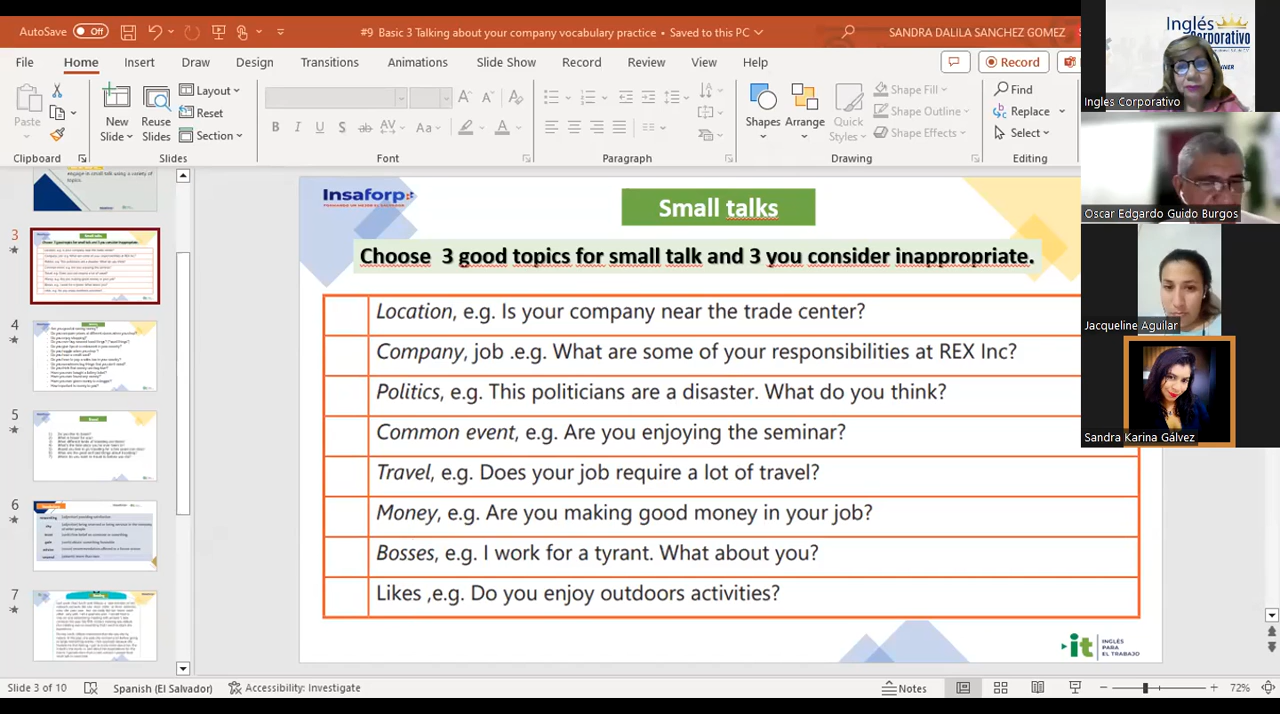 AutoSave Off
#9 Basic 3 Talking about your company vocabulary practice • Saved to this PC
SANDRA DALILA SANCHEZ GOMEZ
File Home Insert Draw Design Transitions Animations Slide Show Record Review View Help
Record
Paste
New Slide
Reuse Slides
Layout
Reset
Section
Shapes
Arrange
Quick Styles
Shape Fill
Shape Outline
Shape Effects
Find
Replace
Select
Clipboard
Slides
Font
Paragraph
Drawing
Editing
3
4
5
6
7
Insaforp
Small talks
Choose 3 good topics for small talk and 3 you consider inappropriate.
Location, e.g. Is your company near the trade center?
Company, job .e.g. What are some of your responsibilities at REX Inc?
Politics, e.g. This politicians are a disaster. What do you think?
Common event, e.g. Are you enjoying the seminar?
Travel, e.g. Does your job require a lot of travel?
Money, e.g. Are you making good money in your job?
Bosses, e.g. I work for a tyrant. What about you?
Likes ,e.g. Do you enjoy outdoors activities?
it INGLÉS PARA EL TRABAJO
Inglés Corporativo
Ingles Corporativo
Oscar Edgardo Guido Burgos
Jacqueline Aguilar
Sandra Karina Gálvez
Slide 3 of 10
Spanish (El Salvador)
Accessibility: Investigate
Notes
72%